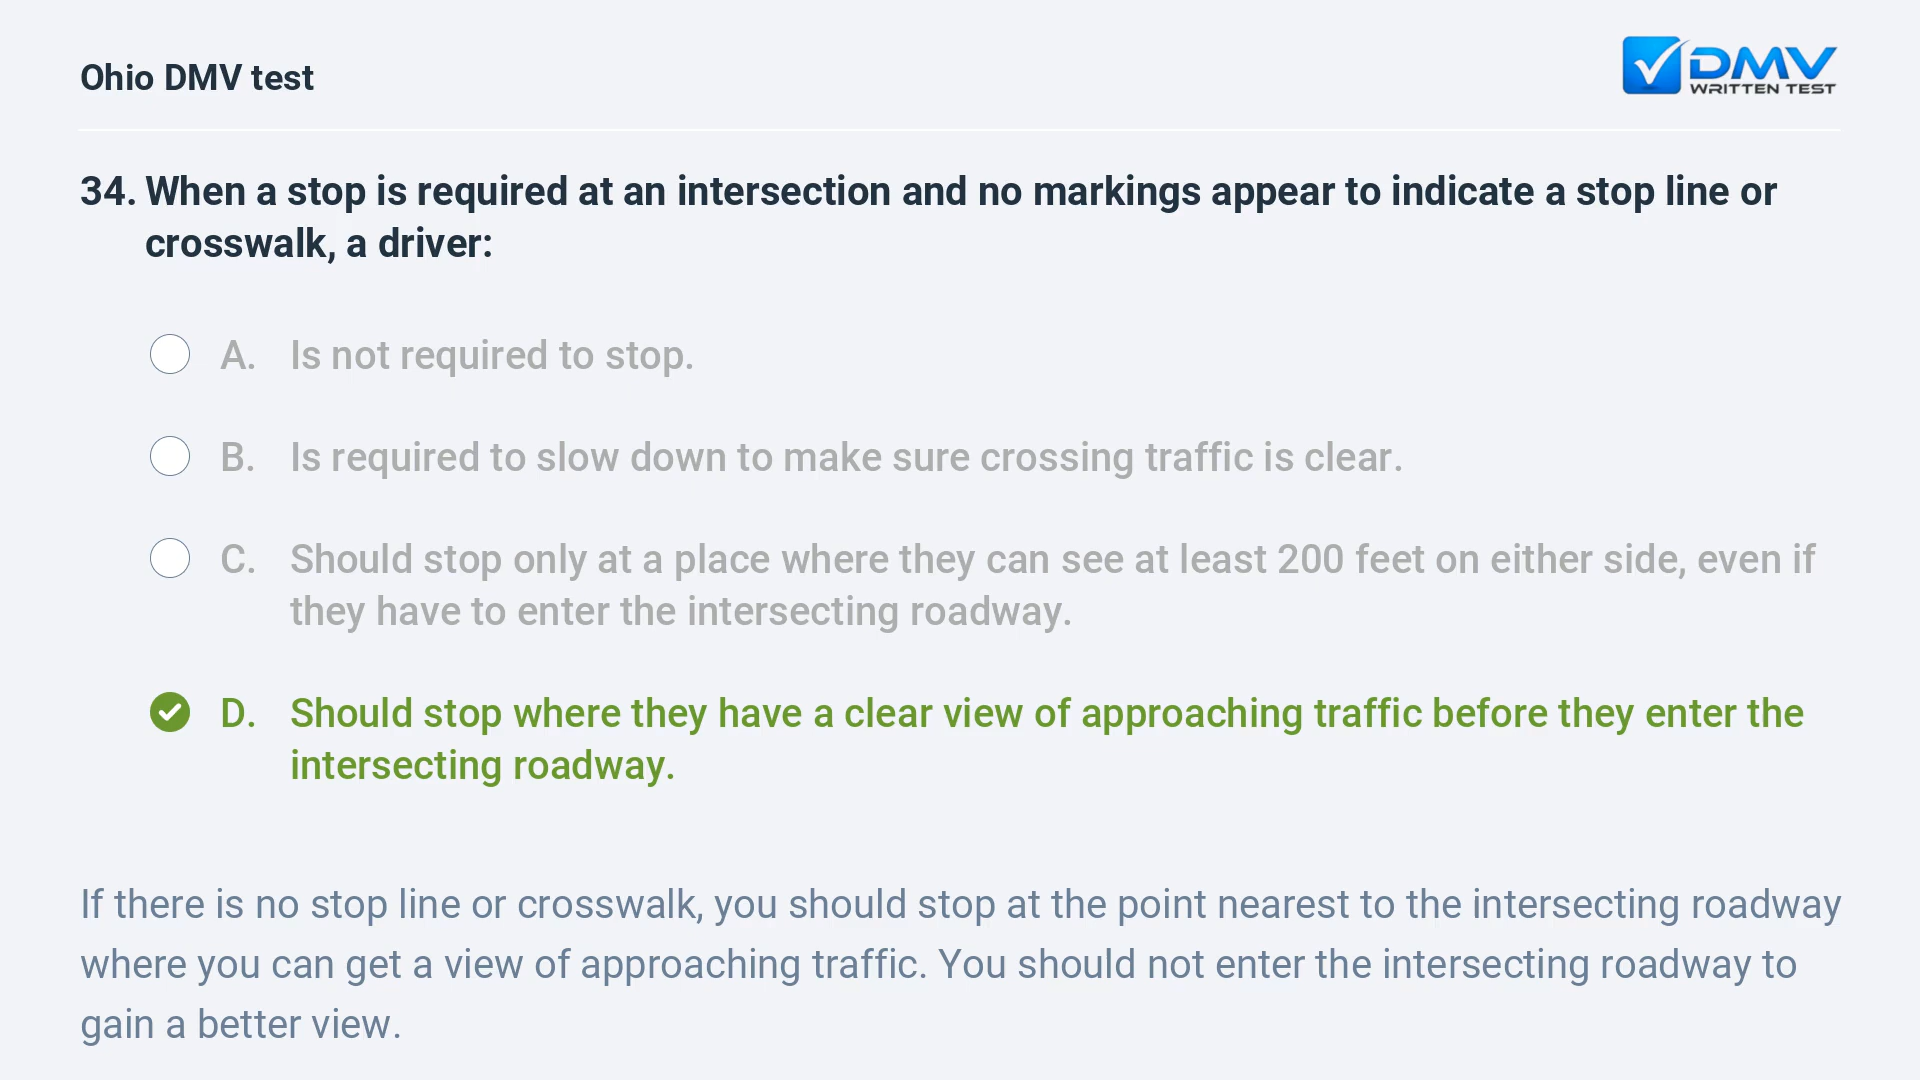 Ohio DMV test
DMV
WRITTEN TEST
34. When a stop is required at an intersection and no markings appear to indicate a stop line or
crosswalk, a driver:
A. Is not required to stop.
B. Is required to slow down to make sure crossing traffic is clear.
C. Should stop only at a place where they can see at least 200 feet on either side, even if
they have to enter the intersecting roadway.
D. Should stop where they have a clear view of approaching traffic before they enter the
intersecting roadway.
If there is no stop line or crosswalk, you should stop at the point nearest to the intersecting roadway
where you can get a view of approaching traffic. You should not enter the intersecting roadway to
gain a better view.